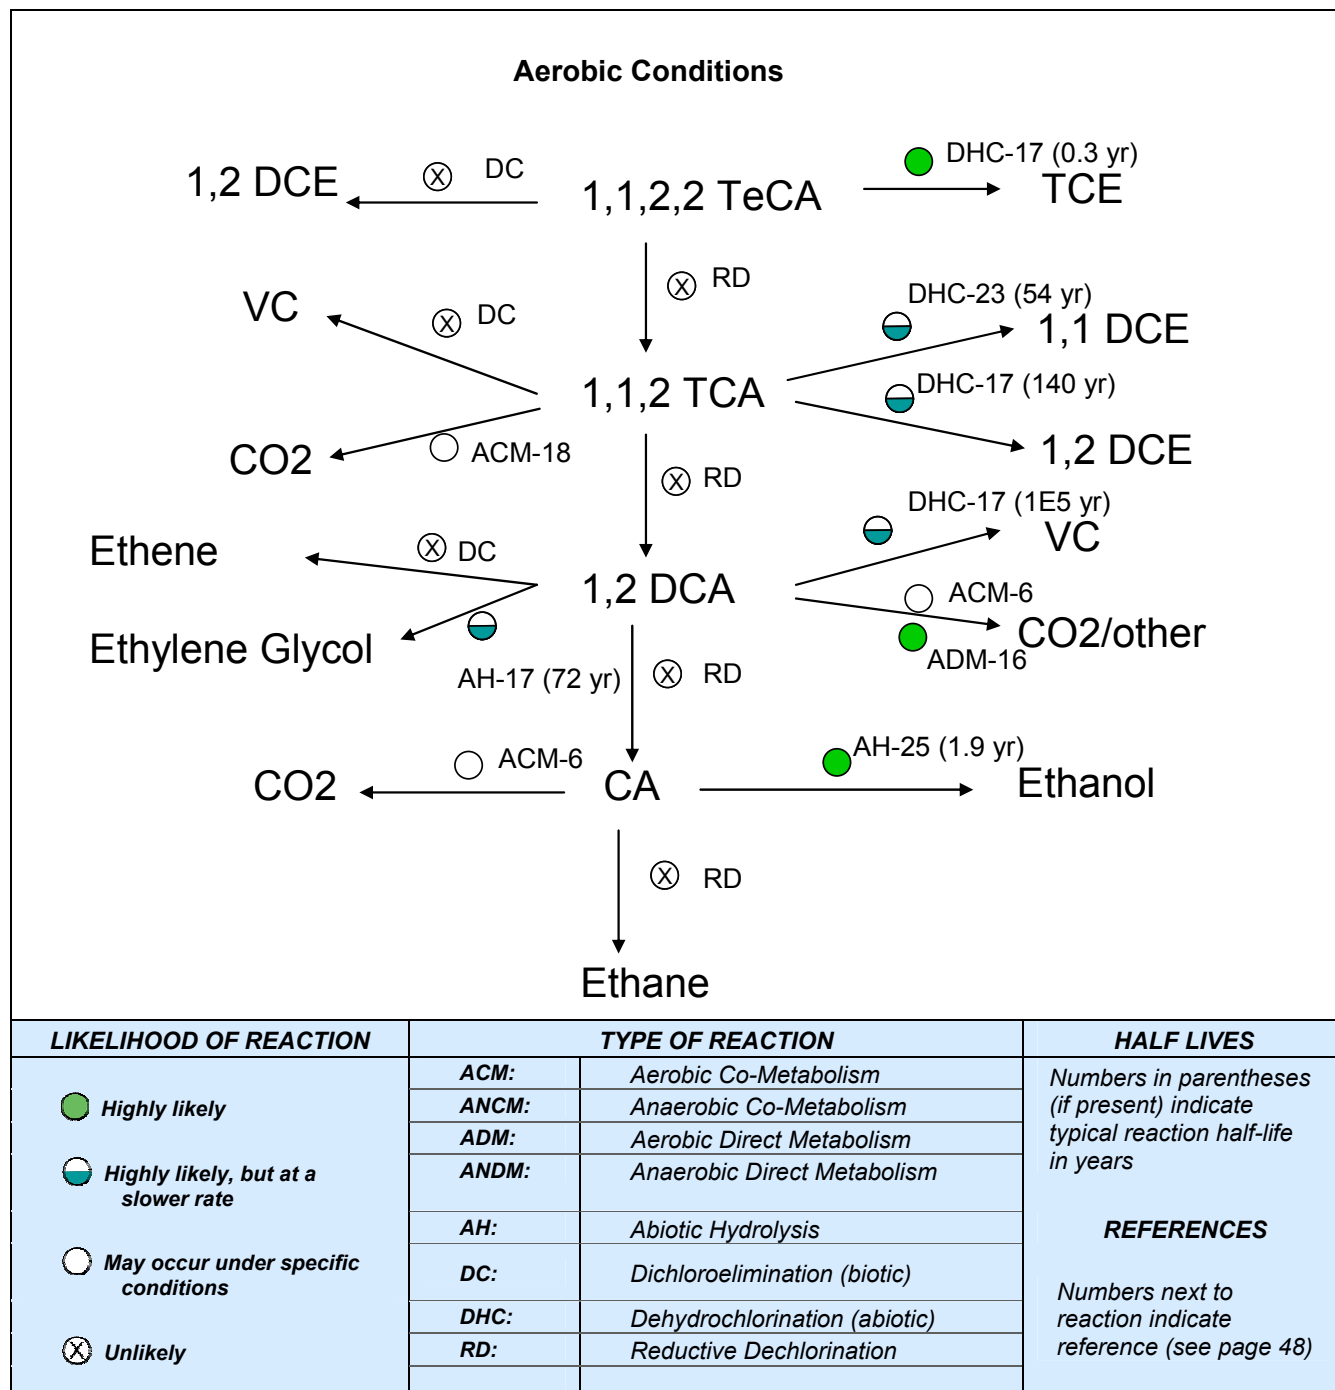 Aerobic Conditions
1,2 DCE
X
DC
1,1,2,2 TeCA
DHC-17 (0.3 yr)
TCE
X
RD
VC
X
DC
DHC-23 (54 yr)
1,1 DCE
1,1,2 TCA
DHC-17 (140 yr)
CO2
ACM-18
1,2 DCE
X
RD
DHC-17 (1E5 yr)
VC
Ethene
X
DC
1,2 DCA
ACM-6
CO2/other
ADM-16
Ethylene Glycol
AH-17 (72 yr)
X
RD
CO2
ACM-6
CA
AH-25 (1.9 yr)
Ethanol
X
RD
Ethane
LIKELIHOOD OF REACTION
Highly likely
Highly likely, but at a
slower rate
May occur under specific
conditions
X
Unlikely
TYPE OF REACTION
ACM: Aerobic Co-Metabolism
ANCM: Anaerobic Co-Metabolism
ADM: Aerobic Direct Metabolism
ANDM: Anaerobic Direct Metabolism
AH: Abiotic Hydrolysis
DC: Dichloroelimination (biotic)
DHC: Dehydrochlorination (abiotic)
RD: Reductive Dechlorination
HALF LIVES
Numbers in parentheses
(if present) indicate
typical reaction half-life
in years
REFERENCES
Numbers next to
reaction indicate
reference (see page 48)